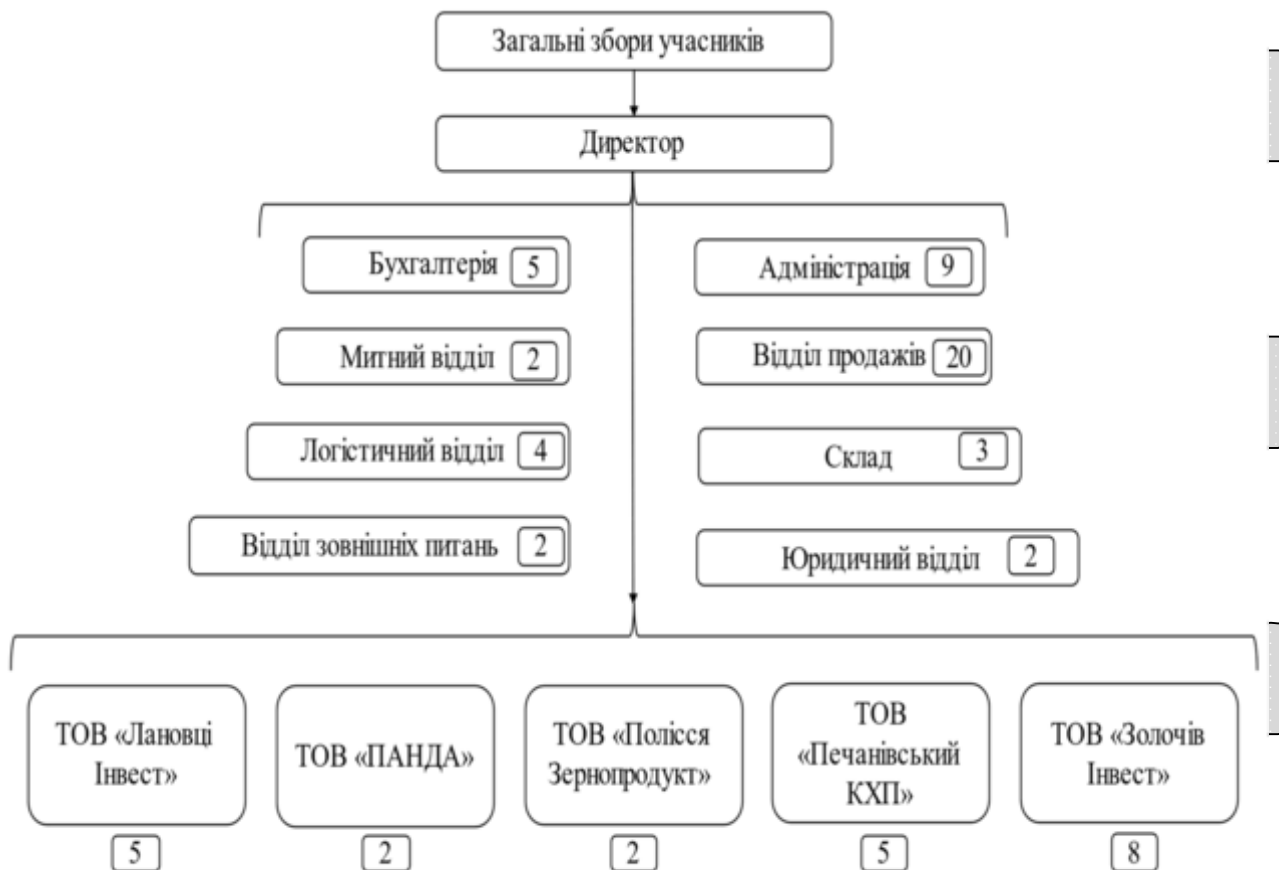 Загальні збори учасників
Директор
Бухгалтерія 5
Адміністрація 9
Митний відділ 2
Відділ продажів 20
Логістичний відділ 4
Склад 3
Відділ зовнішніх питань 2
Юридичний відділ 2
ТОВ «Лановці
Інвест»
5
ТОВ «ПАНДА»
2
ТОВ «Полісся
Зернопродукт»
2
ТОВ
«Печанівський
КХП»
5
ТОВ «Золочів
Інвест»
8